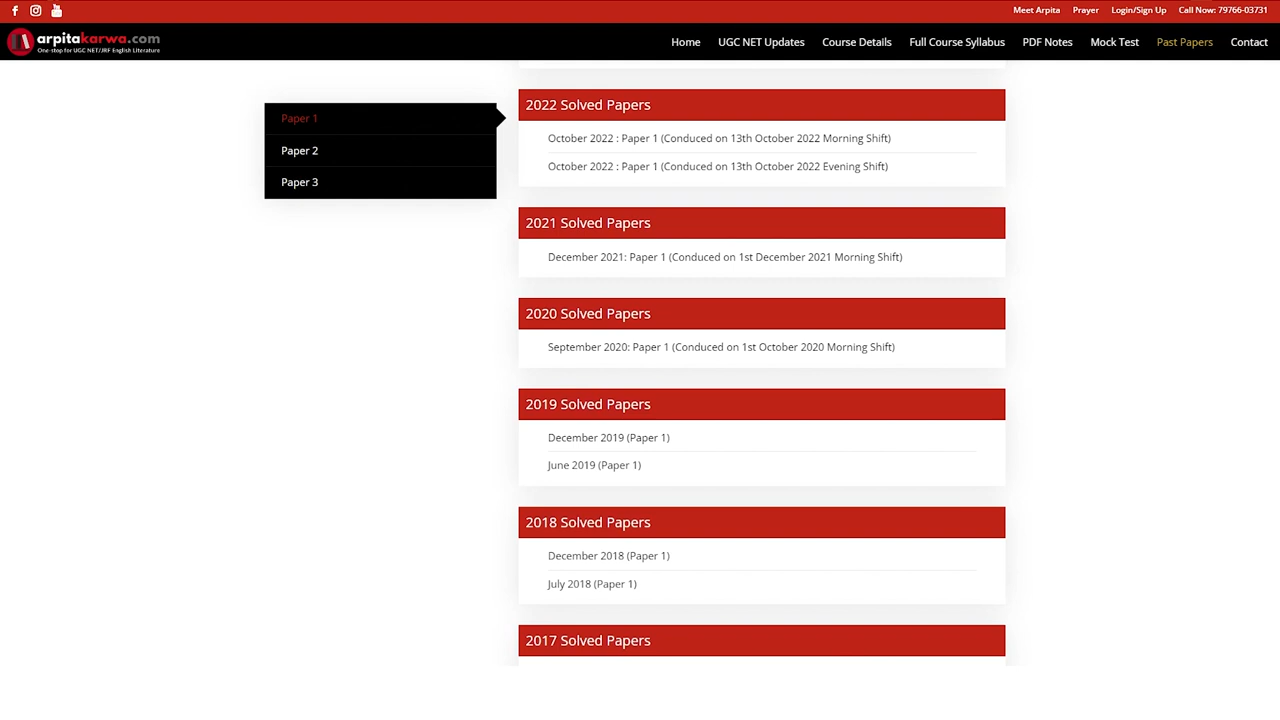 Meet Arpita Prayer Login/Sign Up Call Now: 79766-03731
arpitakarwa.com
One-stop for UGC NET/JRF English Literature
Home UGC NET Updates Course Details Full Course Syllabus PDF Notes Mock Test Past Papers Contact
Paper 1
Paper 2
Paper 3
2022 Solved Papers
October 2022 : Paper 1 (Conduced on 13th October 2022 Morning Shift)
October 2022 : Paper 1 (Conduced on 13th October 2022 Evening Shift)
2021 Solved Papers
December 2021: Paper 1 (Conduced on 1st December 2021 Morning Shift)
2020 Solved Papers
September 2020: Paper 1 (Conduced on 1st October 2020 Morning Shift)
2019 Solved Papers
December 2019 (Paper 1)
June 2019 (Paper 1)
2018 Solved Papers
December 2018 (Paper 1)
July 2018 (Paper 1)
2017 Solved Papers